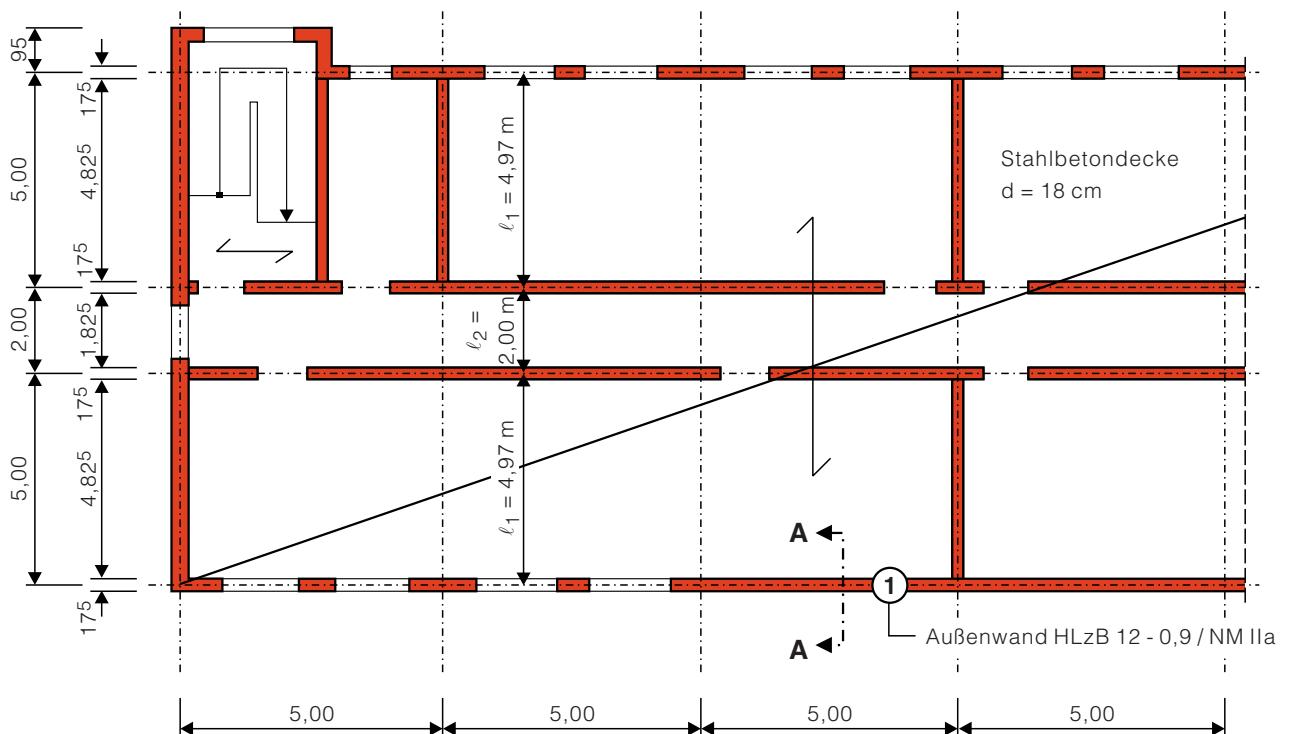 95
5,00
2,00
5,00
17⁵
4,82⁵
17⁵
1,82⁵
17⁵
4,82⁵
17⁵
ℓ₁ = 4,97 m
ℓ₂ =
2,00 m
ℓ₁ = 4,97 m
Stahlbetondecke
d = 18 cm
A
A
1
Außenwand HLzB 12 - 0,9 / NM IIa
5,00
5,00
5,00
5,00